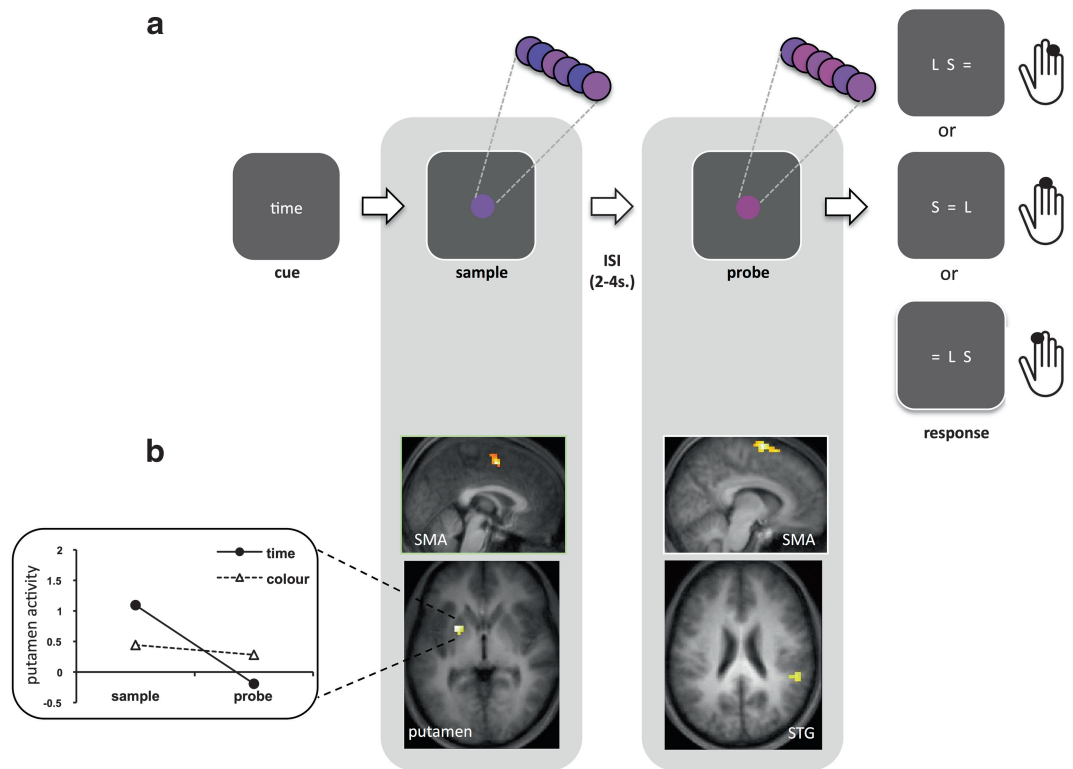 a
time
cue
sample
ISI
(2-4s.)
probe
L S =
or
S = L
or
= L S
response
b
SMA
SMA
putamen
STG
putamen activity
2
1.5
1
0.5
0
-0.5
time
colour
sample
probe